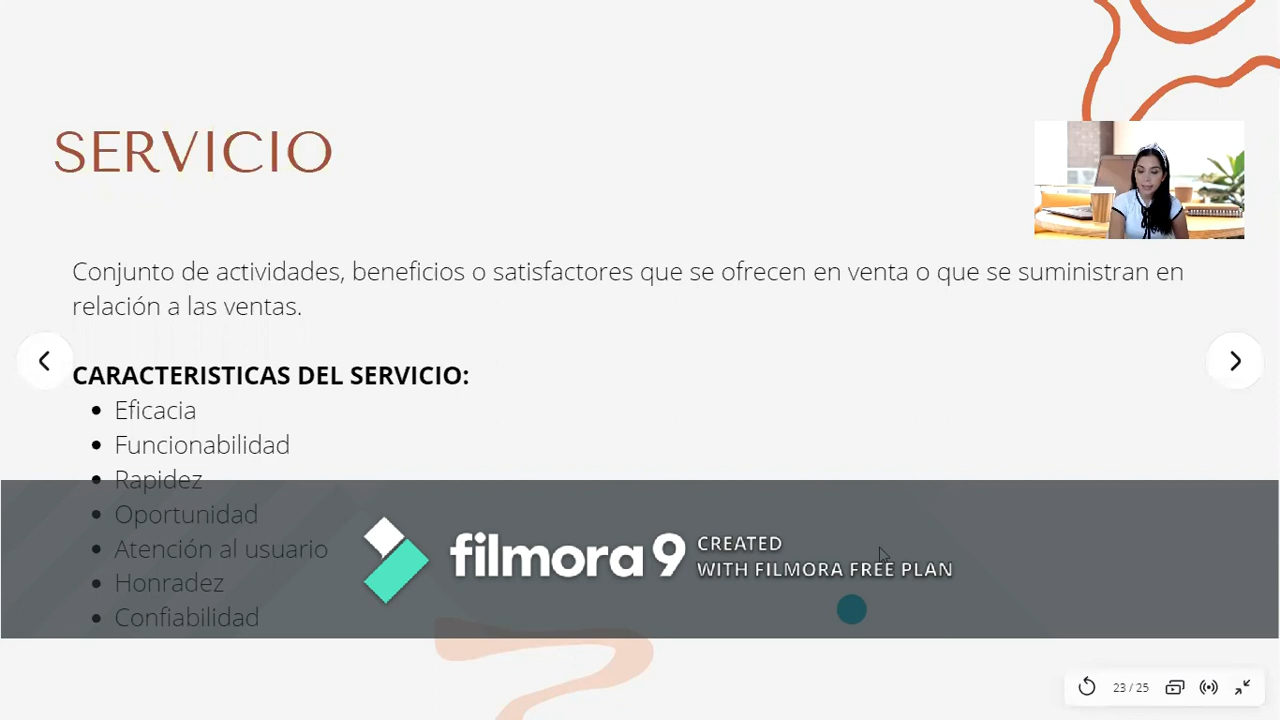 SERVICIO
Conjunto de actividades, beneficios o satisfactores que se ofrecen en venta o que se suministran en
relación a las ventas.
CARACTERISTICAS DEL SERVICIO:
• Eficacia
• Funcionabilidad
• Rapidez
• Oportunidad
• Atención al usuario
• Honradez
• Confiabilidad
filmora 9
CREATED
WITH FILMORA FREE PLAN
23 / 25